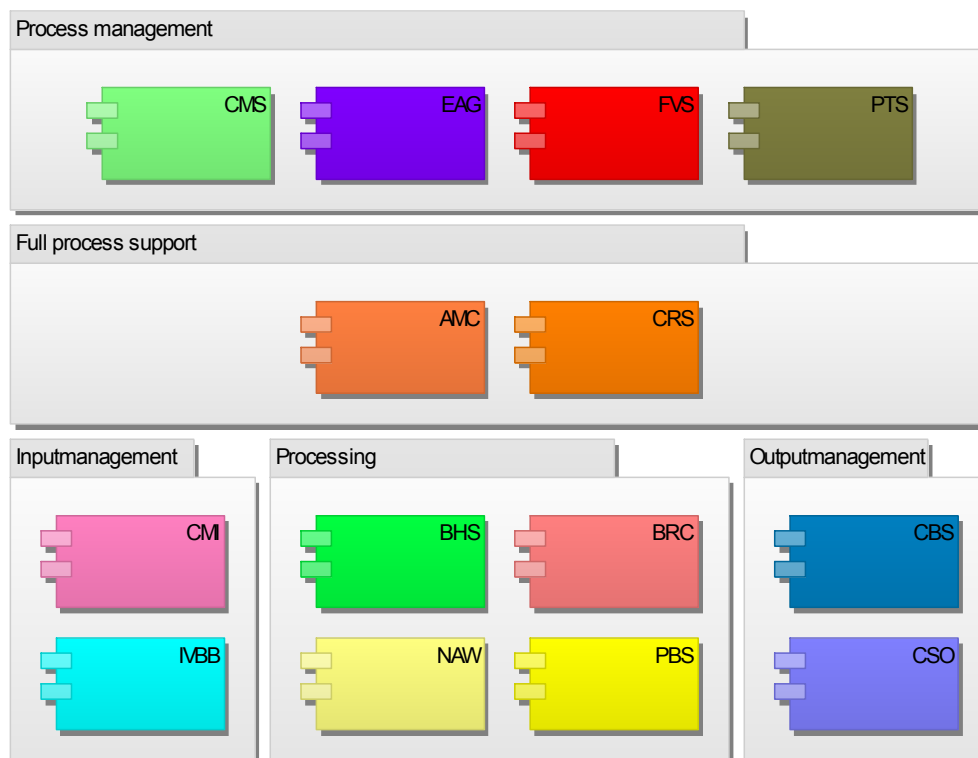 Process management
CMS EAG FVS PTS
Full process support
AMC CRS
Inputmanagement Processing Outputmanagement
CMI BHS BRC CBS
IVBB NAW PBS CSO